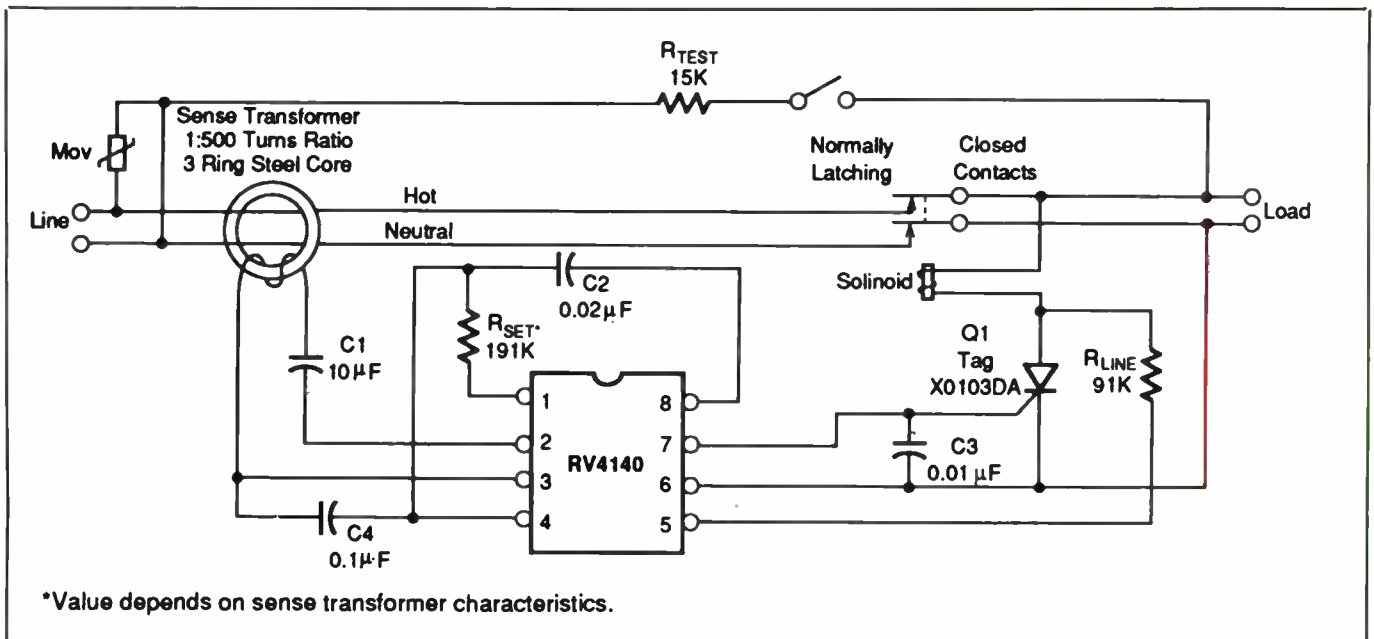 R_TEST
15K
Sense Transformer
1:500 Turns Ratio
3 Ring Steel Core
Mov
Normally
Latching
Closed
Contacts
Hot
Line
Load
Neutral
C2
0.02µF
Solinoid
R_SET*
191K
C1
10µF
Q1
Tag
X0103DA
R_LINE
91K
1
8
2
7
RV4140
C3
0.01 µF
3
6
4
5
C4
0.1µF
*Value depends on sense transformer characteristics.